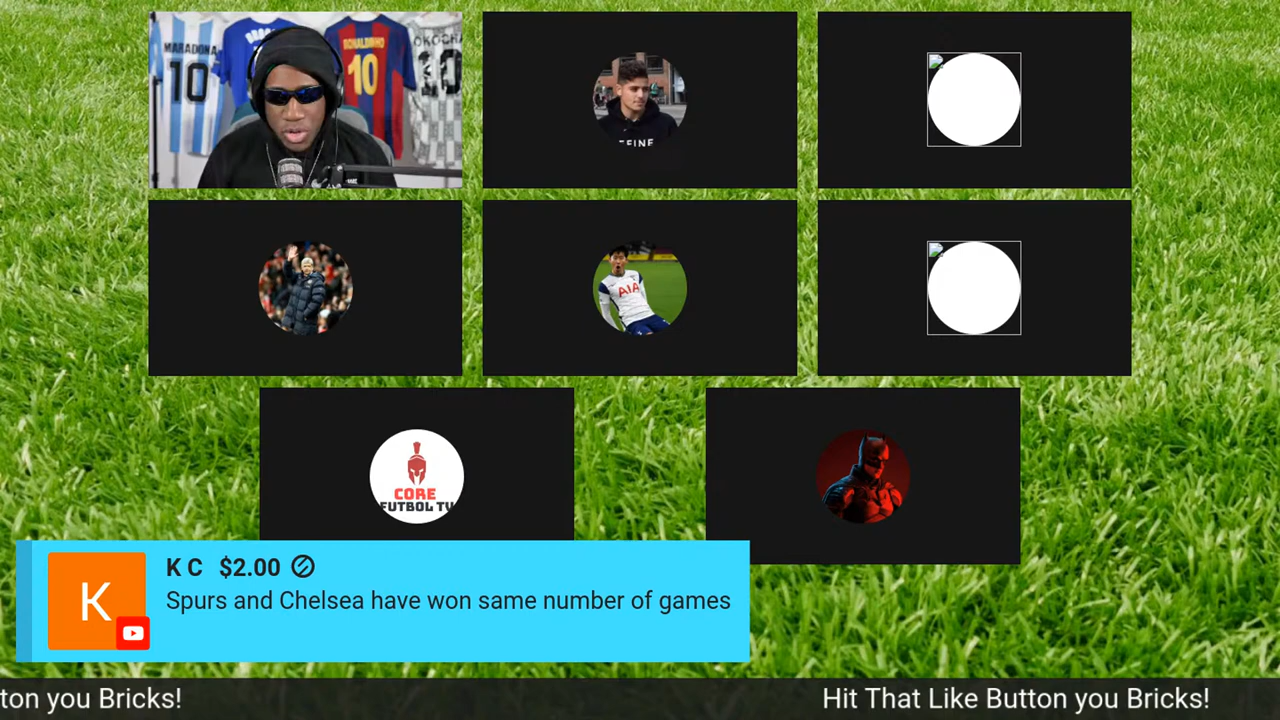 MARADONA
10
RONALDINHO
10
OKOCHA
10
AIA
CORE
FUTBOL TV
K C $2.00
K
Spurs and Chelsea have won same number of games
ton you Bricks!
Hit That Like Button you Bricks!